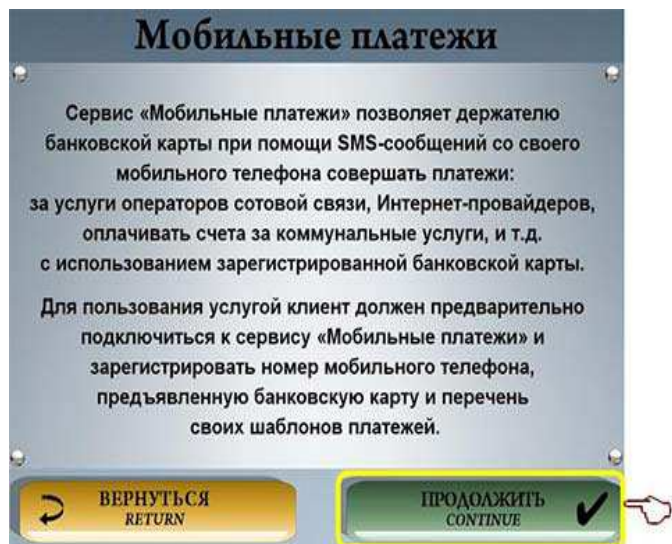 Мобильные платежи
Сервис «Мобильные платежи» позволяет держателю
банковской карты при помощи SMS-сообщений со своего
мобильного телефона совершать платежи:
за услуги операторов сотовой связи, Интернет-провайдеров,
оплачивать счета за коммунальные услуги, и т.д.
с использованием зарегистрированной банковской карты.
Для пользования услугой клиент должен предварительно
подключиться к сервису «Мобильные платежи» и
зарегистрировать номер мобильного телефона,
предъявленную банковскую карту и перечень
своих шаблонов платежей.
ВЕРНУТЬСЯ
RETURN
ПРОДОЛЖИТЬ
CONTINUE